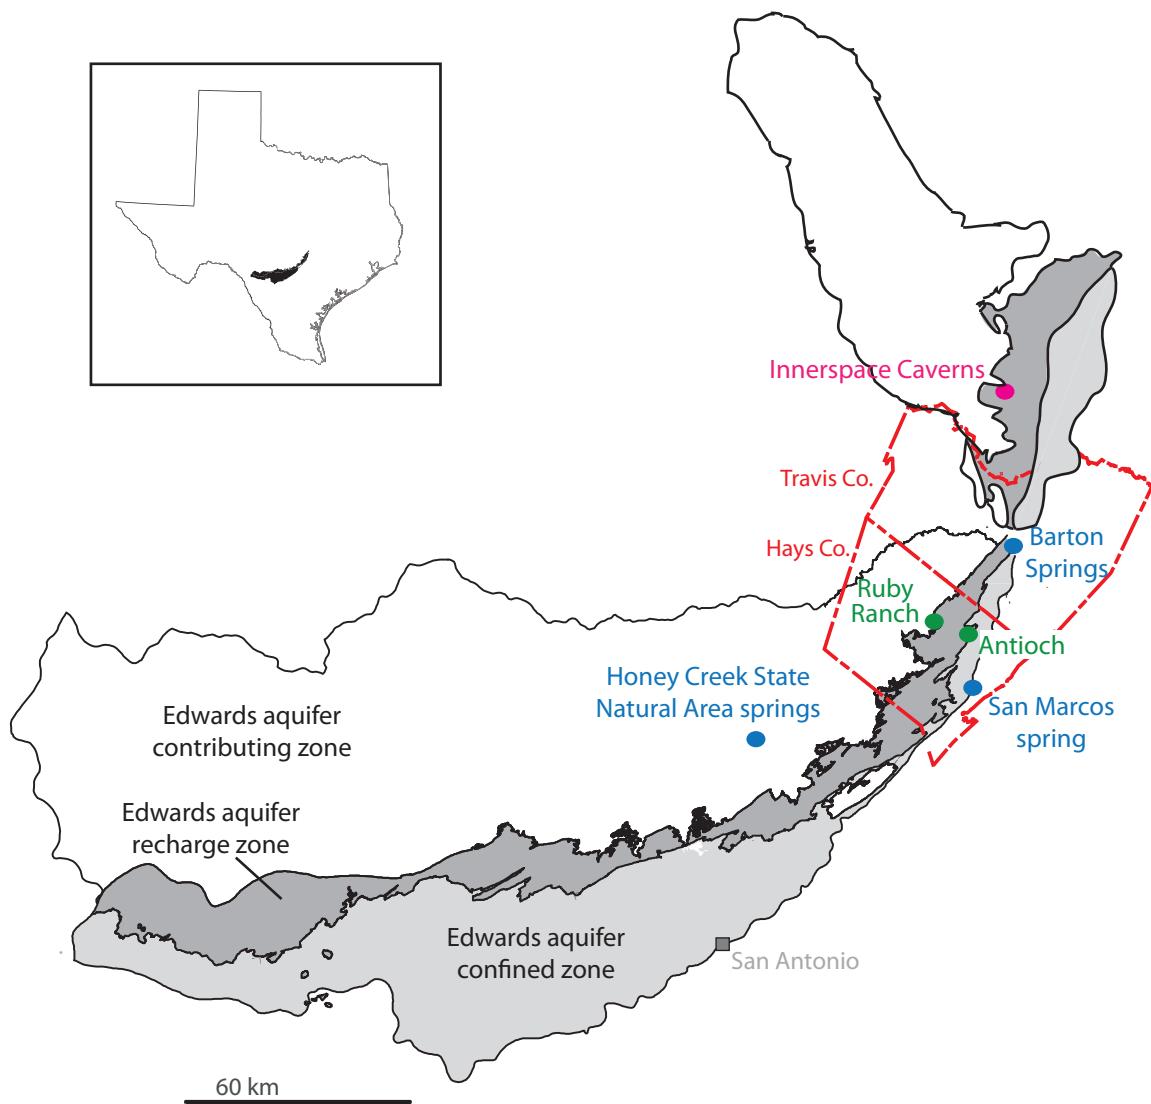 Innerspace Caverns
Travis Co.
Hays Co.
Barton
Springs
Ruby
Ranch
Antioch
Honey Creek State
Natural Area springs
San Marcos
spring
Edwards aquifer
contributing zone
Edwards aquifer
recharge zone
Edwards aquifer
confined zone
San Antonio
60 km